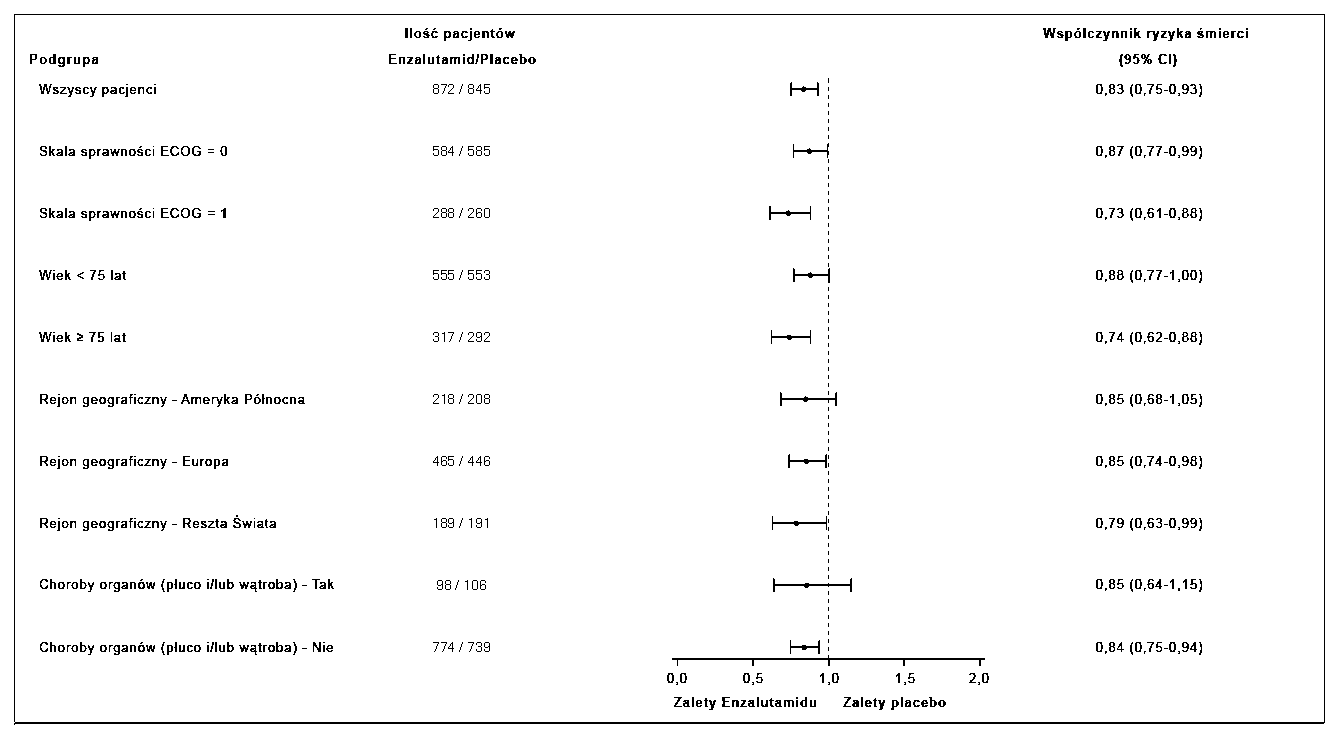 Ilość pacjentów Współczynnik ryzyka śmierci
Podgrupa Enzalutamid/Placebo (95% CI)
Wszyscy pacjenci 872 / 845 0,83 (0,75-0,93)
Skala sprawności ECOG = 0 584 / 585 0,87 (0,77-0,99)
Skala sprawności ECOG = 1 288 / 260 0,73 (0,61-0,88)
Wiek < 75 lat 555 / 553 0,88 (0,77-1,00)
Wiek ≥ 75 lat 317 / 292 0,74 (0,62-0,88)
Rejon geograficzny - Ameryka Północna 218 / 208 0,85 (0,68-1,05)
Rejon geograficzny - Europa 465 / 446 0,85 (0,74-0,98)
Rejon geograficzny - Reszta Świata 189 / 191 0,79 (0,63-0,99)
Choroby organów (płuco i/lub wątroba) - Tak 98 / 106 0,85 (0,64-1,15)
Choroby organów (płuco i/lub wątroba) - Nie 774 / 739 0,84 (0,75-0,94)
0,0 0,5 1,0 1,5 2,0
Zalety Enzalutamidu Zalety placebo